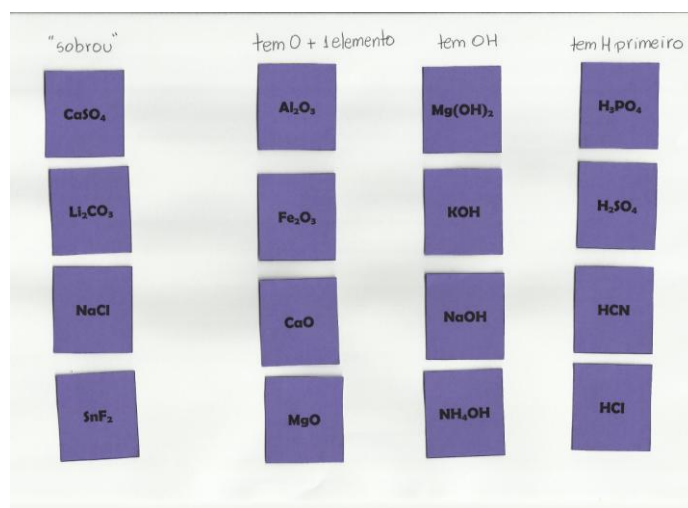 "sobrou"
tem O + 1elemento
tem OH
tem H primeiro
CaSO₄
Al₂O₃
Mg(OH)₂
H₃PO₄
Li₂CO₃
Fe₂O₃
KOH
H₂SO₄
NaCl
CaO
NaOH
HCN
SnF₂
MgO
NH₄OH
HCl